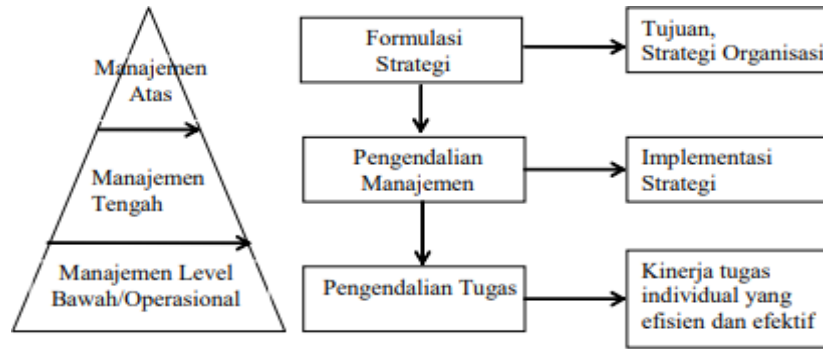 Manajemen
Atas
Manajemen
Tengah
Manajemen Level
Bawah/Operasional
Formulasi
Strategi
Tujuan,
Strategi Organisasi
Pengendalian
Manajemen
Implementasi
Strategi
Pengendalian Tugas
Kinerja tugas
individual yang
efisien dan efektif